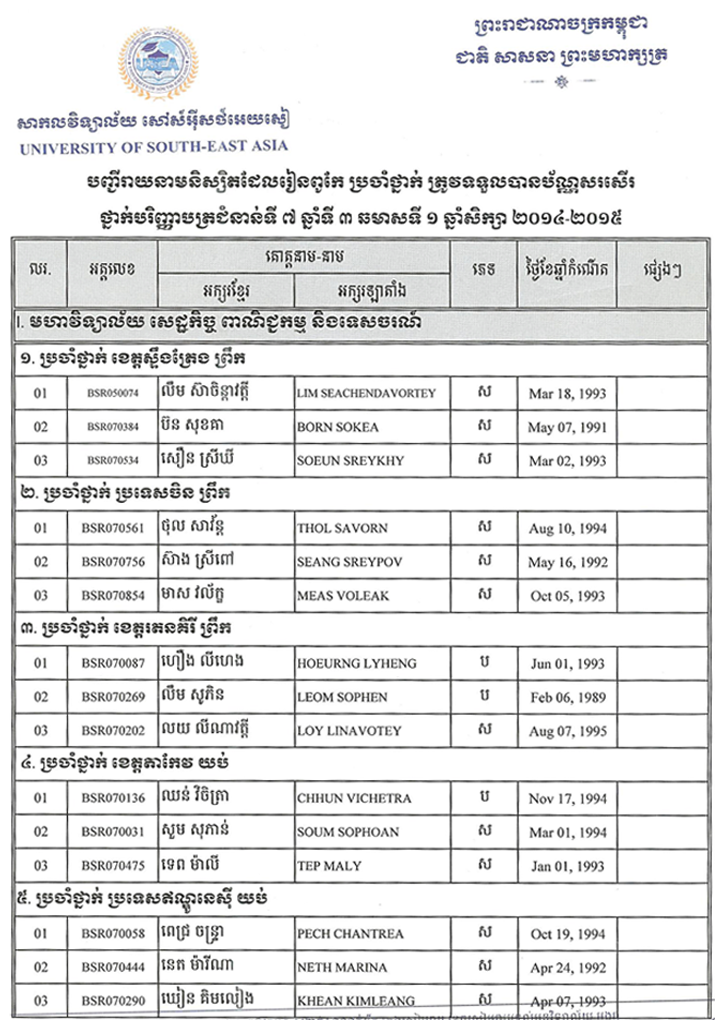 ព្រះរាជាណាចក្រកម្ពុជា
ជាតិ សាសនា ព្រះមហាក្សត្រ
សាកលវិទ្យាល័យ សៅស៍អ៊ីសថ៍អេយសៀ
UNIVERSITY OF SOUTH-EAST ASIA
បញ្ជីរាយនាមនិស្សិតដែលរៀនពូកែ ប្រចាំថ្នាក់ ត្រូវទទួលបានប័ណ្ណសរសើរ
ថ្នាក់បរិញ្ញាបត្រជំនាន់ទី ៧ ឆ្នាំទី ៣ ឆមាសទី ១ ឆ្នាំសិក្សា ២០១៤-២០១៥
លរ. អត្តលេខ គោត្តនាម-នាម ភេទ ថ្ងៃខែឆ្នាំកំណើត ផ្សេងៗ
អក្សរខ្មែរ អក្សរឡាតាំង
I. មហាវិទ្យាល័យ សេដ្ឋកិច្ច ពាណិជ្ជកម្ម និងទេសចរណ៍
១. ប្រចាំថ្នាក់ ខេត្តស្ទឹងត្រែង ព្រឹក
01 BSR050074 លឹម ស៊ាចិន្តាវត្តី LIM SEACHENDAVORTEY ស Mar 18, 1993
02 BSR070384 ប៊ន សុខគា BORN SOKEA ស May 07, 1991
03 BSR070534 សឿន ស្រីឃី SOEUN SREYKHY ស Mar 02, 1993
២. ប្រចាំថ្នាក់ ប្រទេសចិន ព្រឹក
01 BSR070561 ថុល សាវ័ន្ត THOL SAVORN ស Aug 10, 1994
02 BSR070756 ស៊ាង ស្រីពៅ SEANG SREYPOV ស May 16, 1992
03 BSR070854 មាស វល័ក្ខ MEAS VOLEAK ស Oct 05, 1993
៣. ប្រចាំថ្នាក់ ខេត្តរតនគិរី ព្រឹក
01 BSR070087 ហឿង លីហេង HOEURNG LYHENG ប Jun 01, 1993
02 BSR070269 លឹម សូភិន LEOM SOPHEN ប Feb 06, 1989
03 BSR070202 លយ លីណាវត្តី LOY LINAVOTEY ស Aug 07, 1995
៤. ប្រចាំថ្នាក់ ខេត្តតាកែវ យប់
01 BSR070136 ឈន់ វិចិត្រា CHHUN VICHETRA ប Nov 17, 1994
02 BSR070031 សួម សុភាន់ SOUM SOPHOAN ស Mar 01, 1994
03 BSR070475 ទេព ម៉ាលី TEP MALY ស Jan 01, 1993
៥. ប្រចាំថ្នាក់ ប្រទេសឥណ្ឌូនេស៊ី យប់
01 BSR070058 ពេជ្រ ចន្ទ្រា PECH CHANTREA ស Oct 19, 1994
02 BSR070444 នេត ម៉ារីណា NETH MARINA ស Apr 24, 1992
03 BSR070290 ឃៀន គិមលៀង KHEAN KIMLEANG ស Apr 07, 1993